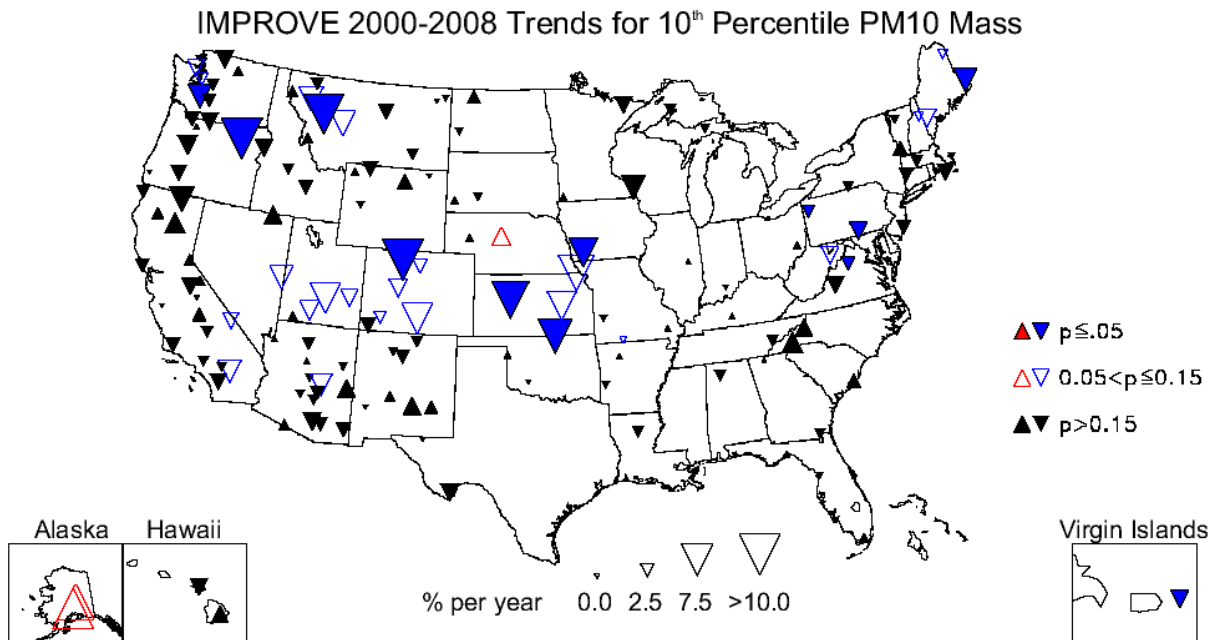 IMPROVE 2000-2008 Trends for 10th Percentile PM10 Mass
p≦.05
0.05<p≦0.15
p>0.15
Alaska
Hawaii
Virgin Islands
% per year 0.0 2.5 7.5 >10.0